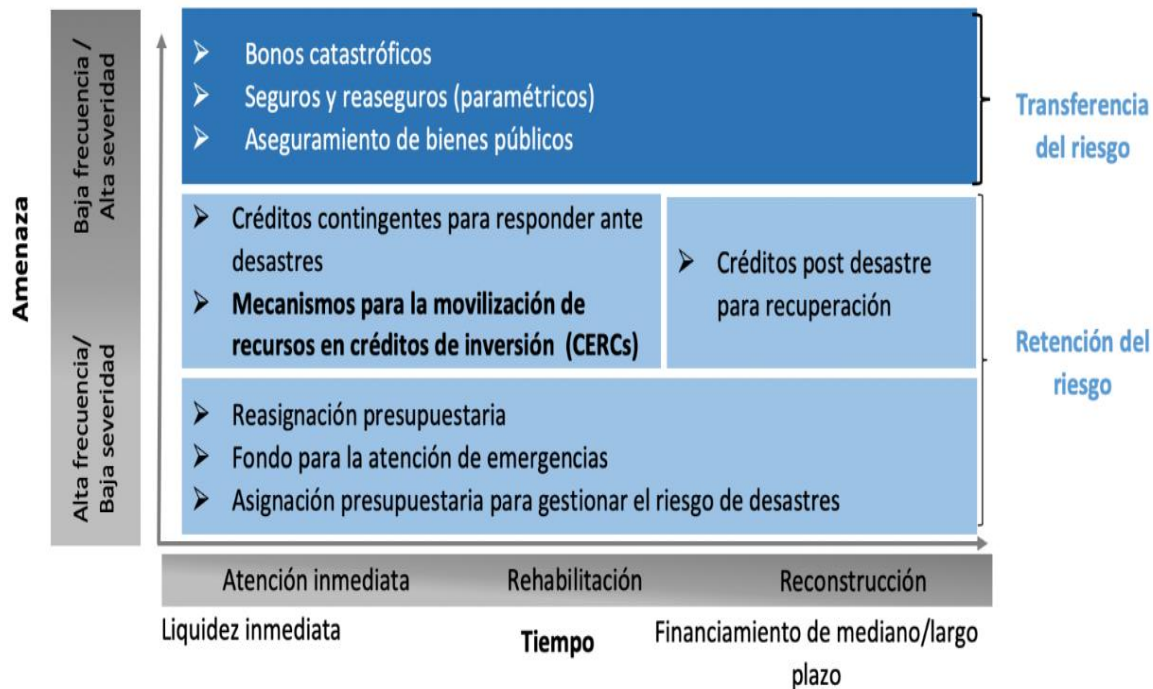 Amenaza
Baja frecuencia /
Alta severidad
Alta frecuencia/
Baja severidad
➤ Bonos catastróficos
➤ Seguros y reaseguros (paramétricos)
➤ Aseguramiento de bienes públicos
Transferencia
del riesgo
➤ Créditos contingentes para responder ante
desastres
➤ Mecanismos para la movilización de
recursos en créditos de inversión (CERCs)
➤ Créditos post desastre
para recuperación
Retención del
riesgo
➤ Reasignación presupuestaria
➤ Fondo para la atención de emergencias
➤ Asignación presupuestaria para gestionar el riesgo de desastres
Atención inmediata
Rehabilitación
Reconstrucción
Liquidez inmediata
Tiempo
Financiamiento de mediano/largo
plazo